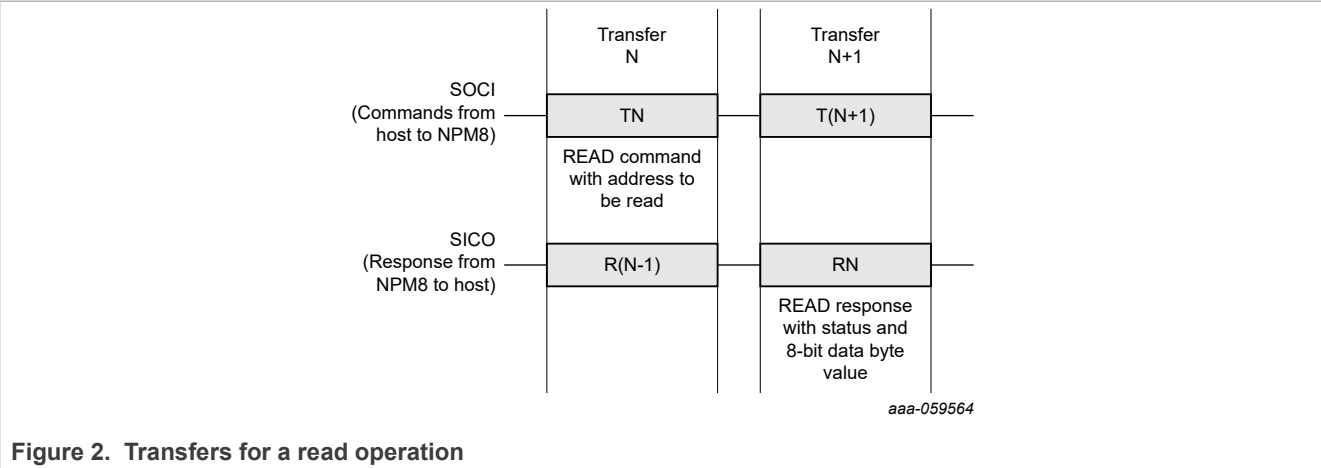 Transfer
N
Transfer
N+1
SOCI
(Commands from
host to NPM8)
TN
T(N+1)
READ command
with address to
be read
SICO
(Response from
NPM8 to host)
R(N-1)
RN
READ response
with status and
8-bit data byte
value
aaa-059564
Figure 2. Transfers for a read operation